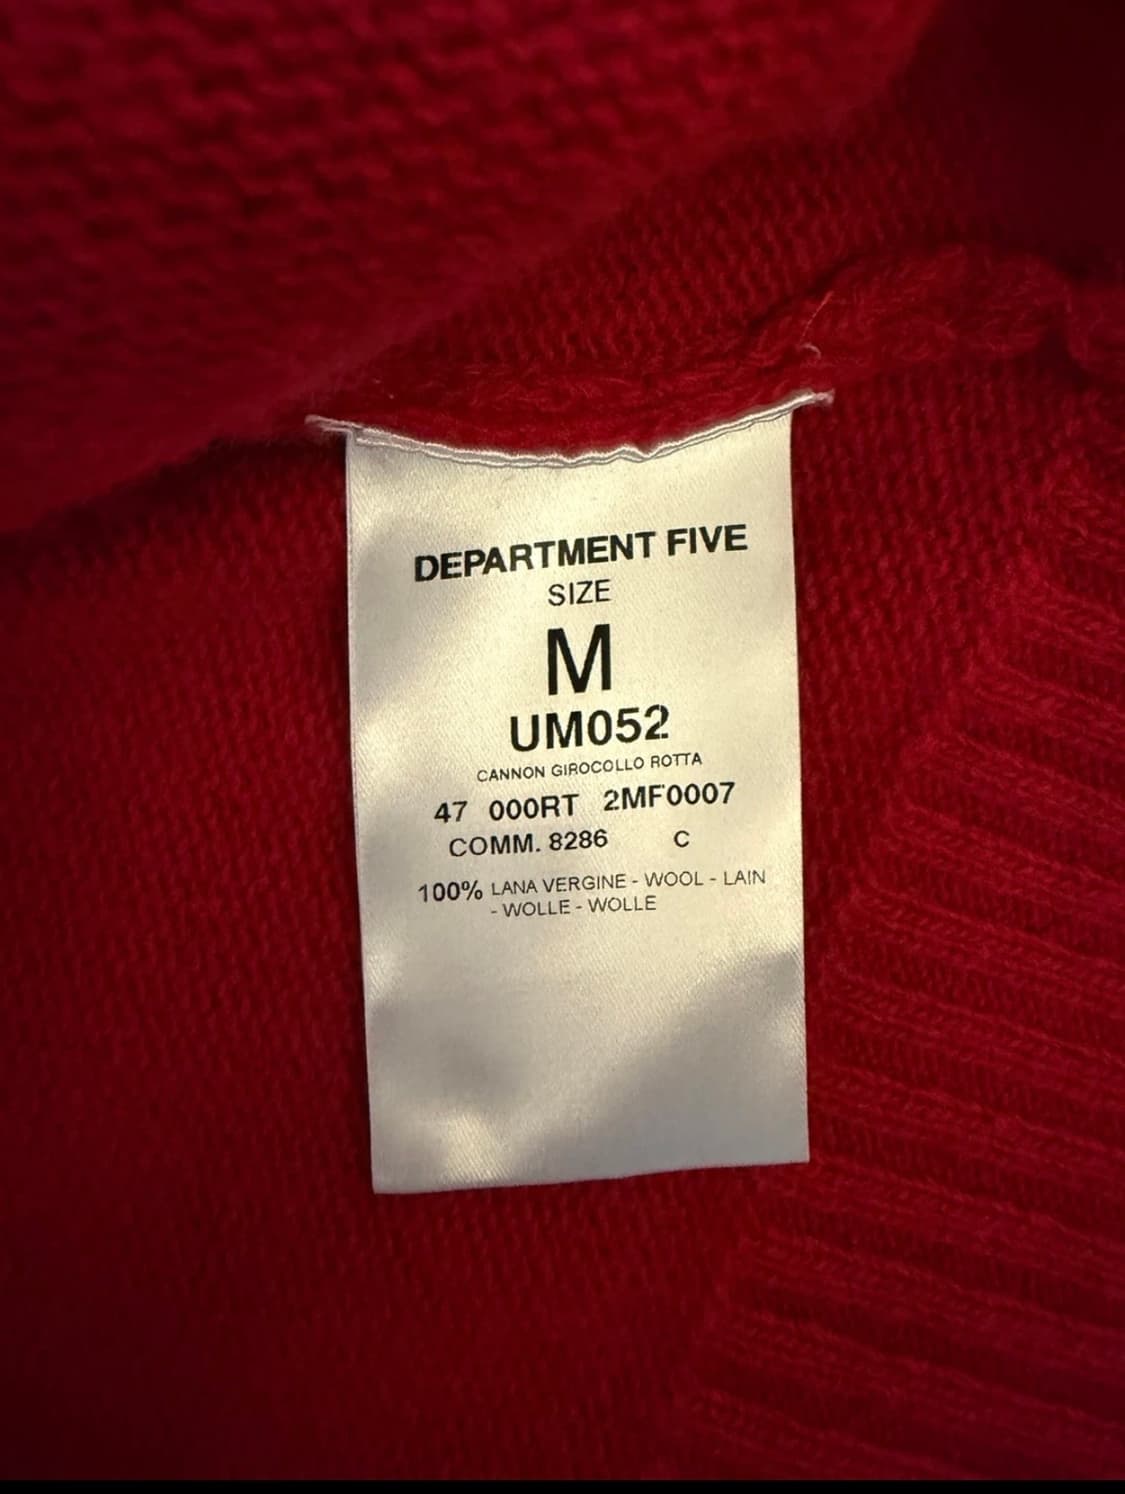 DEPARTMENT FIVE
SIZE
M
UM052
CANNON GIROCOLLO ROTTA
47 000RT 2MF0007
COMM. 8286 C
100% LANA VERGINE - WOOL - LAIN
- WOLLE - WOLLE